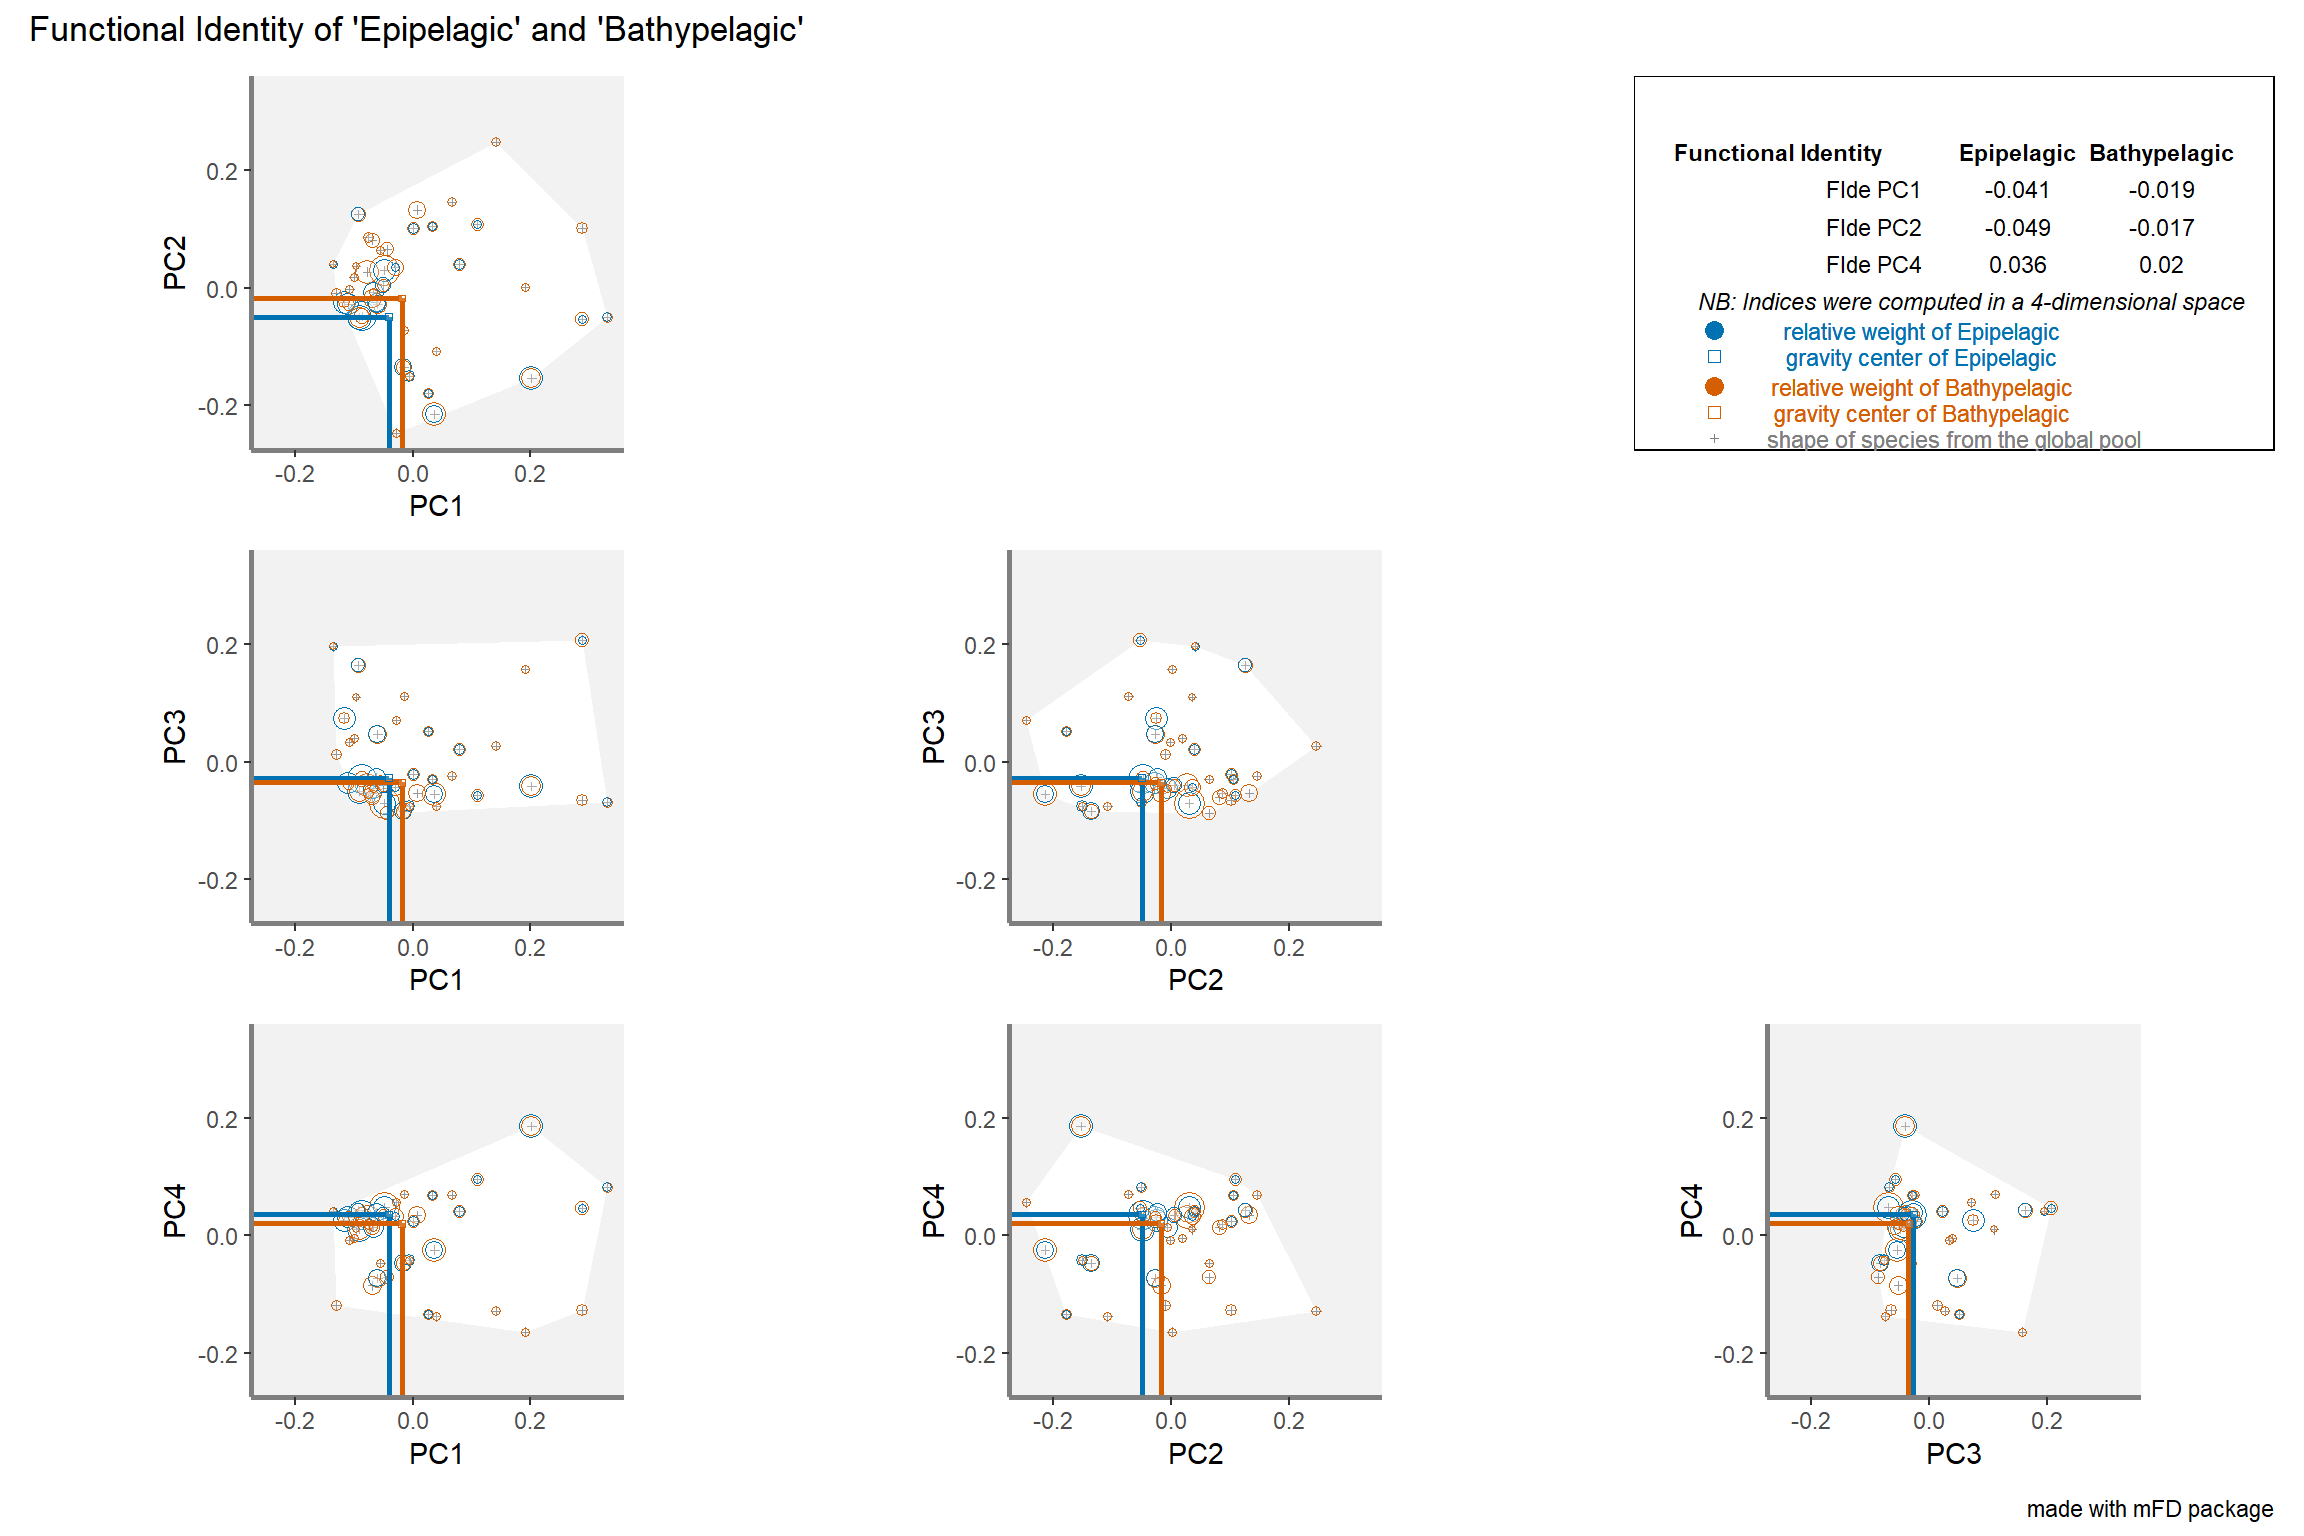 Functional Identity of 'Epipelagic' and 'Bathypelagic'
PC2
0.2
0.0
-0.2
-0.2 0.0 0.2
PC1
Functional Identity Epipelagic Bathypelagic
FIde PC1 -0.041 -0.019
FIde PC2 -0.049 -0.017
FIde PC4 0.036 0.02
NB: Indices were computed in a 4-dimensional space
relative weight of Epipelagic
gravity center of Epipelagic
relative weight of Bathypelagic
gravity center of Bathypelagic
shape of species from the global pool
PC3
0.2
0.0
-0.2
-0.2 0.0 0.2
PC1
PC3
0.2
0.0
-0.2
-0.2 0.0 0.2
PC2
PC4
0.2
0.0
-0.2
-0.2 0.0 0.2
PC1
PC4
0.2
0.0
-0.2
-0.2 0.0 0.2
PC2
PC4
0.2
0.0
-0.2
-0.2 0.0 0.2
PC3
made with mFD package